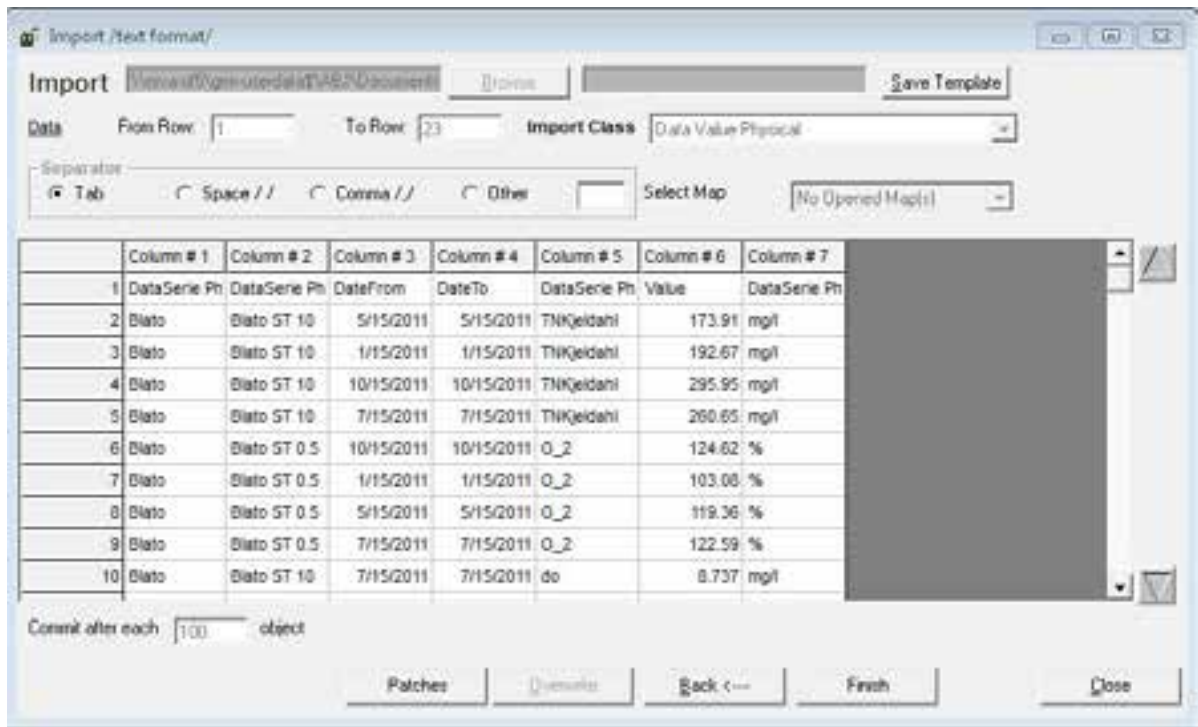 Import /text format/
Import Browse Save Template
Data From Row: 1 To Row: 23 Import Class Data Value Physical
Separator
Tab Space / / Comma /,/ Other Select Map No Opened Map(s)
Column # 1 Column # 2 Column # 3 Column # 4 Column # 5 Column # 6 Column # 7
1 DataSerie Ph DataSerie Ph DateFrom DateTo DataSerie Ph Value DataSerie Ph
2 Blato Blato ST 10 5/15/2011 5/15/2011 TNKjeldahl 173.91 mg/l
3 Blato Blato ST 10 1/15/2011 1/15/2011 TNKjeldahl 192.67 mg/l
4 Blato Blato ST 10 10/15/2011 10/15/2011 TNKjeldahl 295.95 mg/l
5 Blato Blato ST 10 7/15/2011 7/15/2011 TNKjeldahl 260.65 mg/l
6 Blato Blato ST 0.5 10/15/2011 10/15/2011 O_2 124.62 %
7 Blato Blato ST 0.5 1/15/2011 1/15/2011 O_2 103.08 %
8 Blato Blato ST 0.5 5/15/2011 5/15/2011 O_2 119.36 %
9 Blato Blato ST 0.5 7/15/2011 7/15/2011 O_2 122.59 %
10 Blato Blato ST 10 7/15/2011 7/15/2011 do 8.737 mg/l
Commit after each 100 object
Patches Overwrite Back <--- Finish Close